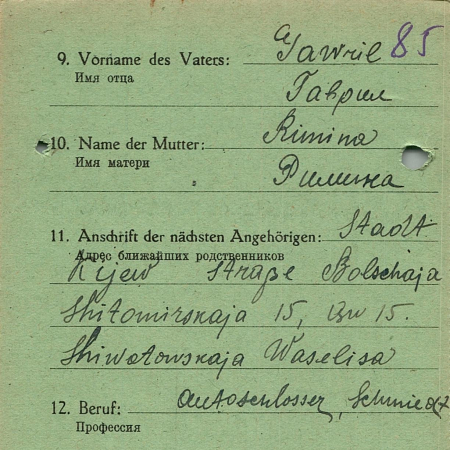 85
9. Vorname des Vaters: Gawril
Имя отца
Гаврил
10. Name der Mutter: Rimina
Имя матери
Римина
11. Anschrift der nächsten Angehörigen: Stadt
Адрес ближайших родственников
Kijew Straße Bolschaja
Shitomirskaja 15, Qw 15.
Shiwotowskaja Waselisa
12. Beruf: Autoschlosser, Schmied
Профессия